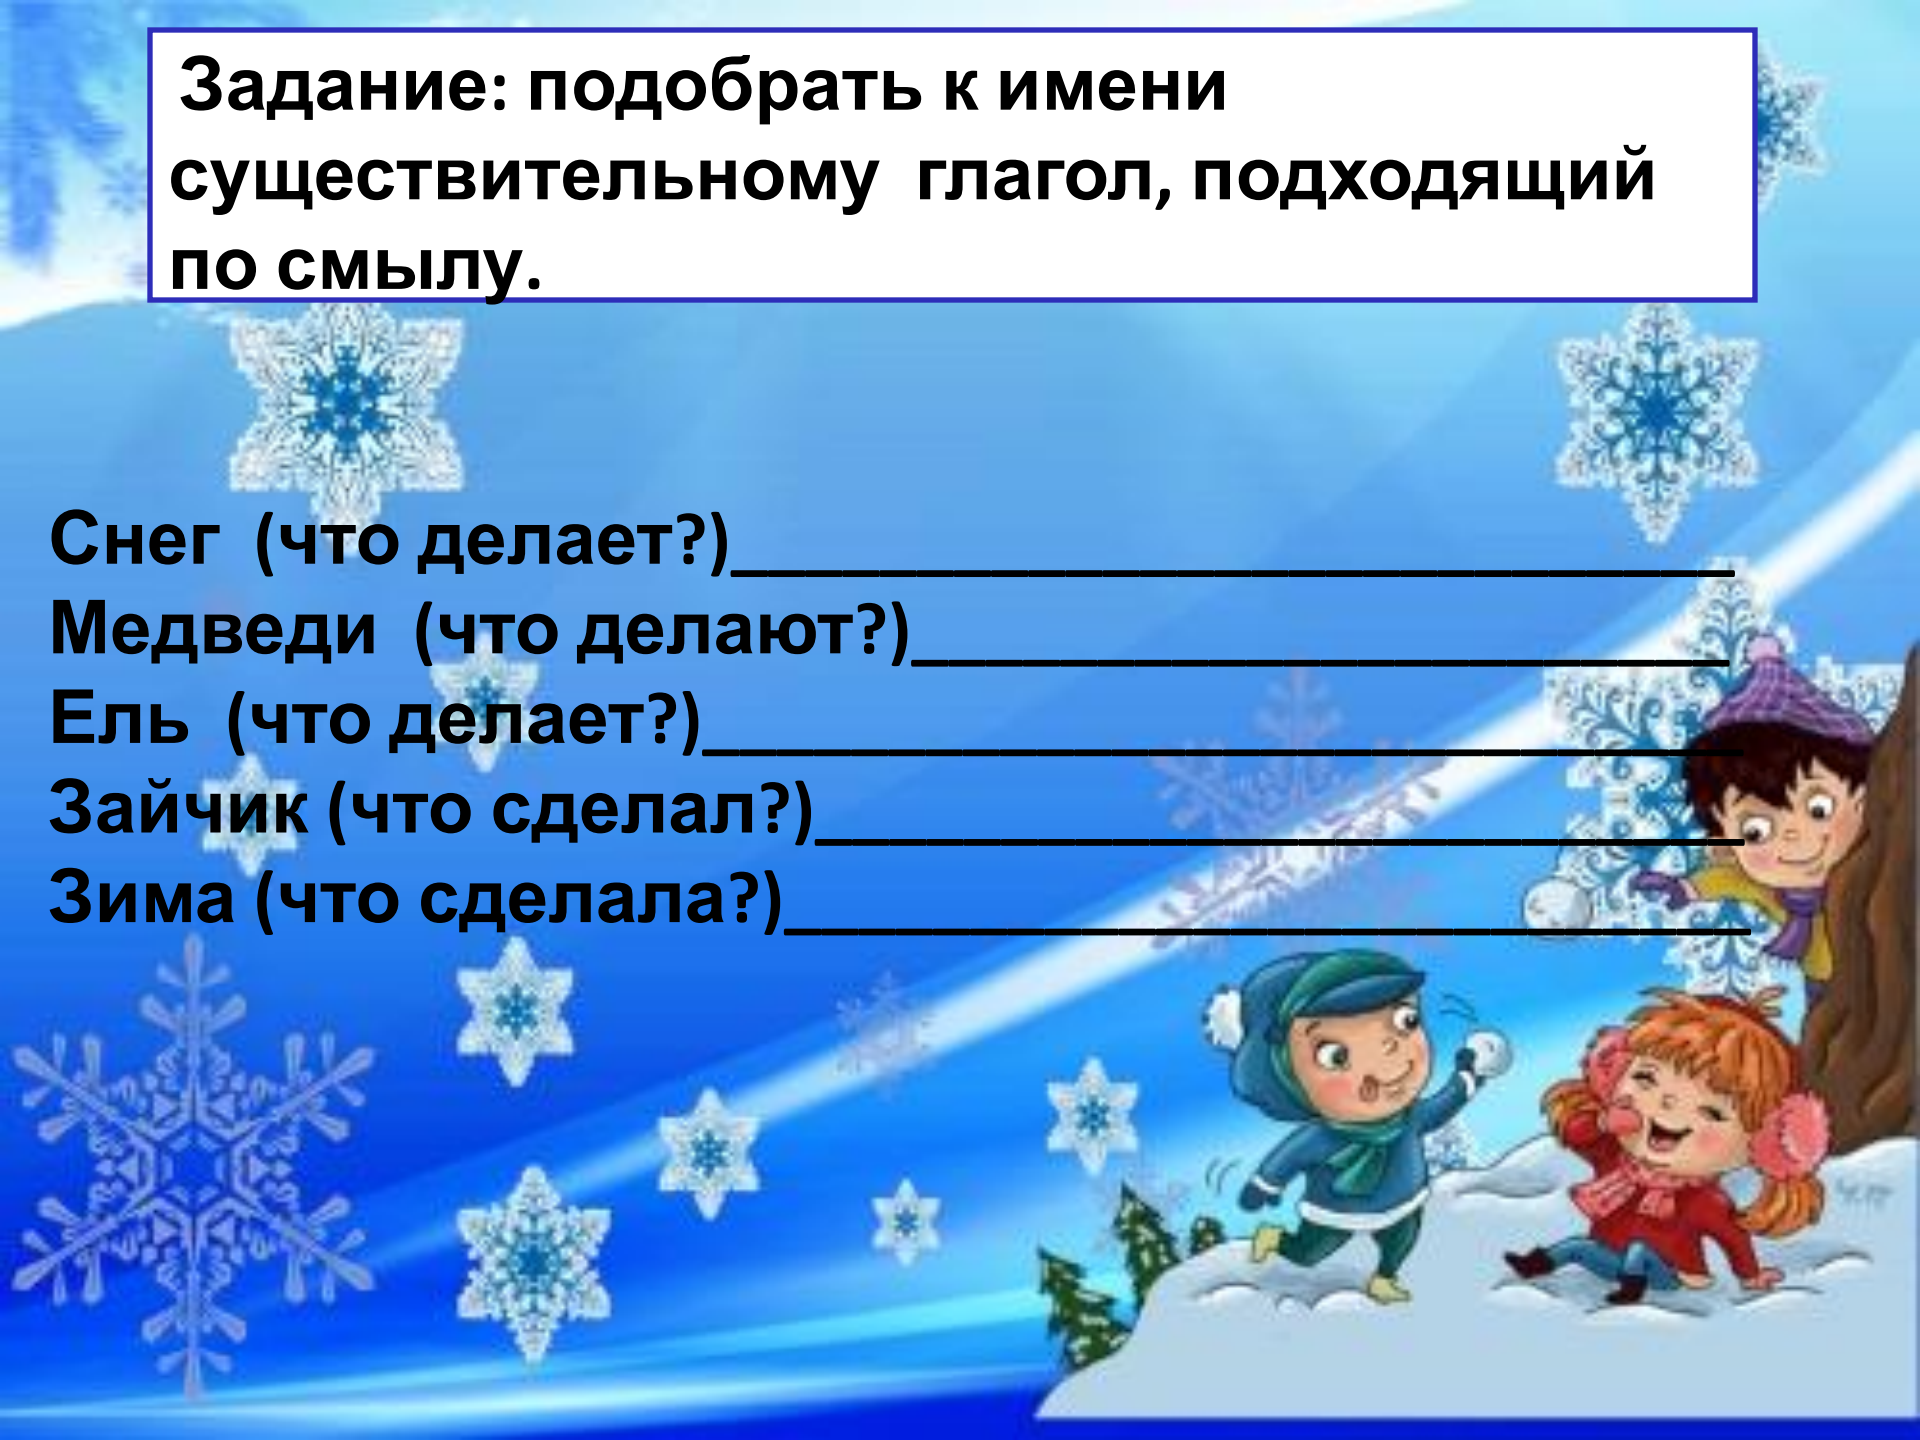 Задание: подобрать к имени
существительному глагол, подходящий
по смылу.
Снег (что делает?)___________________________
Медведи (что делают?)______________________
Ель (что делает?)____________________________
Зайчик (что сделал?)_________________________
Зима (что сделала?)__________________________